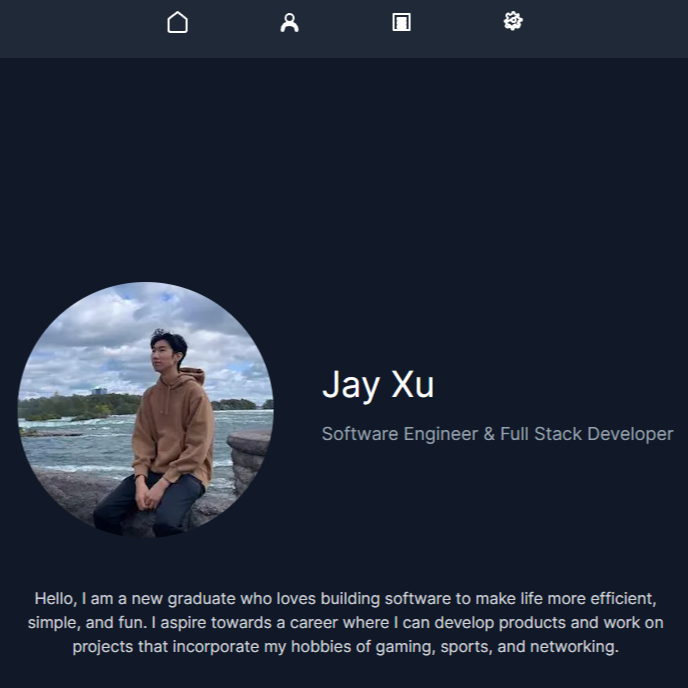 Jay Xu
Software Engineer & Full Stack Developer
Hello, I am a new graduate who loves building software to make life more efficient,
simple, and fun. I aspire towards a career where I can develop products and work on
projects that incorporate my hobbies of gaming, sports, and networking.